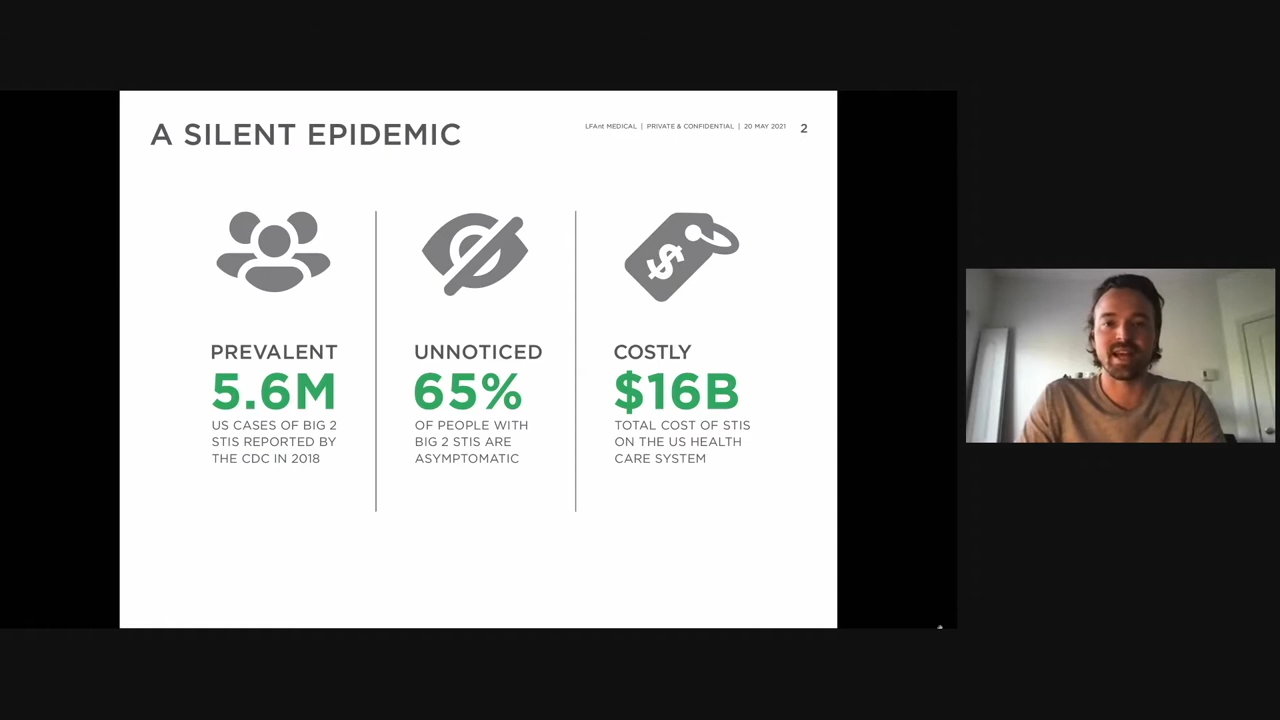 A SILENT EPIDEMIC
LFAnt MEDICAL | PRIVATE & CONFIDENTIAL | 20 MAY 2021 2
PREVALENT
5.6M
US CASES OF BIG 2
STIS REPORTED BY
THE CDC IN 2018
UNNOTICED
65%
OF PEOPLE WITH
BIG 2 STIS ARE
ASYMPTOMATIC
COSTLY
$16B
TOTAL COST OF STIS
ON THE US HEALTH
CARE SYSTEM